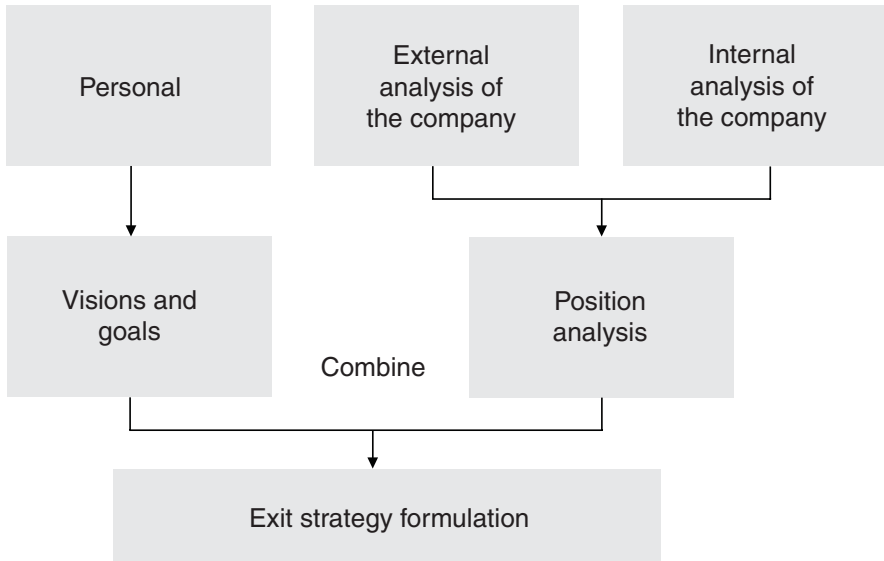 Personal
External
analysis of
the company
Internal
analysis of
the company
Visions and
goals
Position
analysis
Combine
Exit strategy formulation